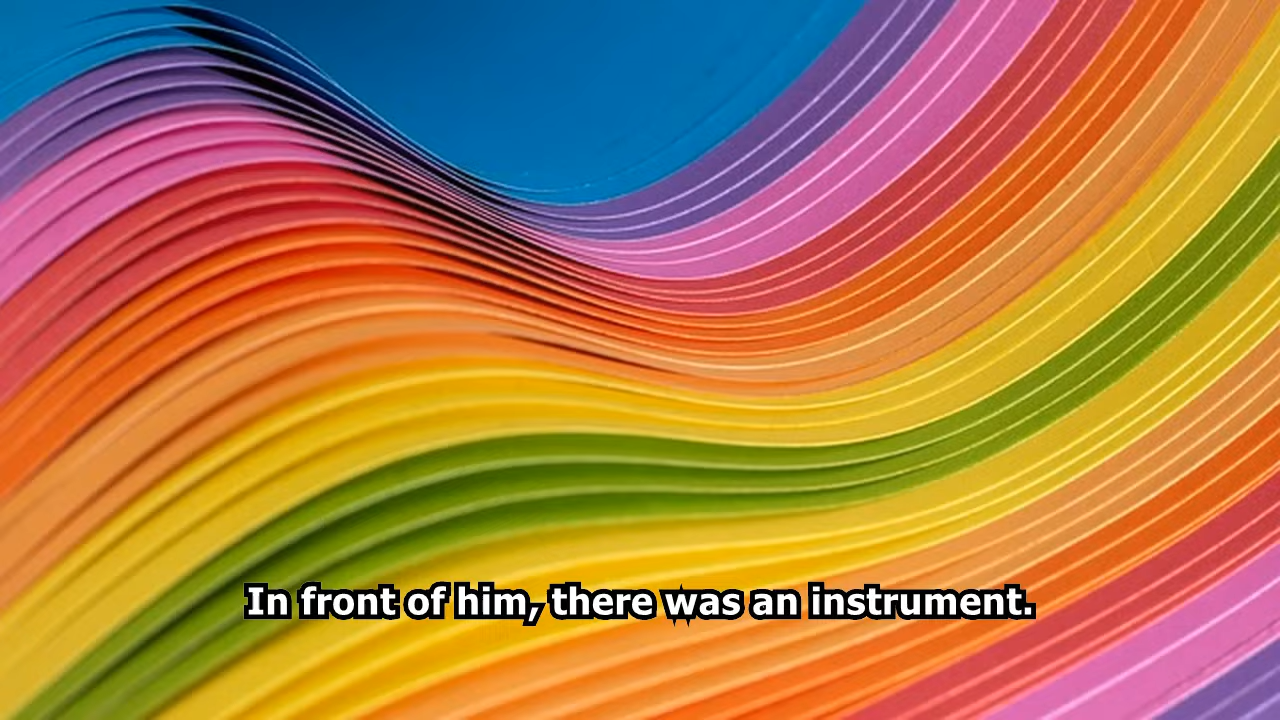 In front of him, there was an instrument.